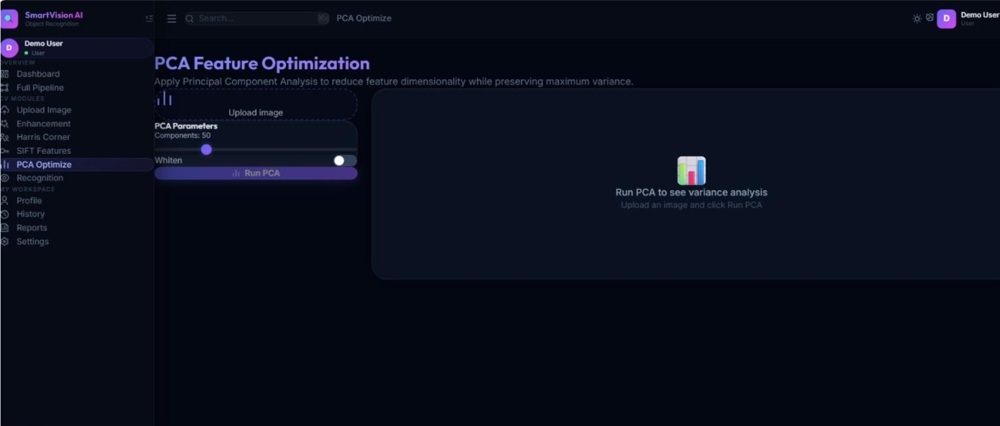 SmartVision AI
Object Recognition
Search...
⌘K
PCA Optimize
D
Demo User
User
D
Demo User
User
OVERVIEW
Dashboard
Full Pipeline
CV MODULES
Upload Image
Enhancement
Harris Corner
SIFT Features
PCA Optimize
Recognition
MY WORKSPACE
Profile
History
Reports
Settings
PCA Feature Optimization
Apply Principal Component Analysis to reduce feature dimensionality while preserving maximum variance.
Upload image
PCA Parameters
Components: 50
Whiten
Run PCA
Run PCA to see variance analysis
Upload an image and click Run PCA